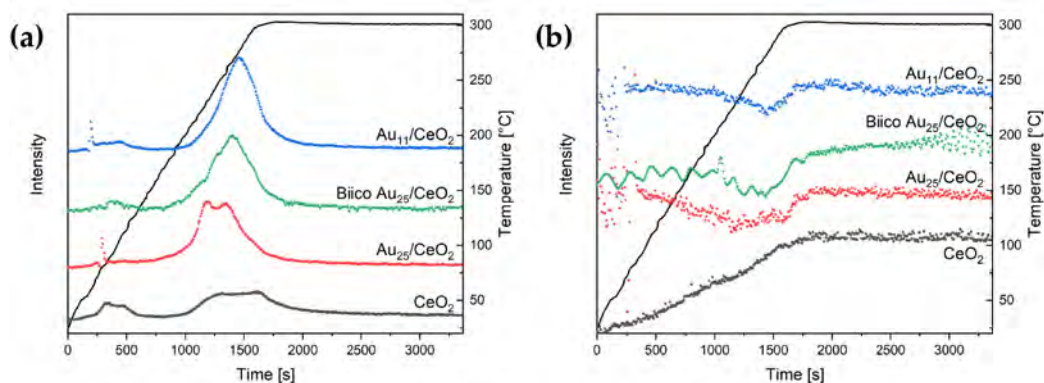 (a)
Intensity
Au₁₁/CeO₂
Biico Au₂₅/CeO₂
Au₂₅/CeO₂
CeO₂
300
250
200
150
100
50
Temperature [°C]
0 500 1000 1500 2000 2500 3000
Time [s]
(b)
Intensity
Au₁₁/CeO₂
Biico Au₂₅/CeO₂
Au₂₅/CeO₂
CeO₂
300
250
200
150
100
50
Temperature [°C]
0 500 1000 1500 2000 2500 3000
Time [s]